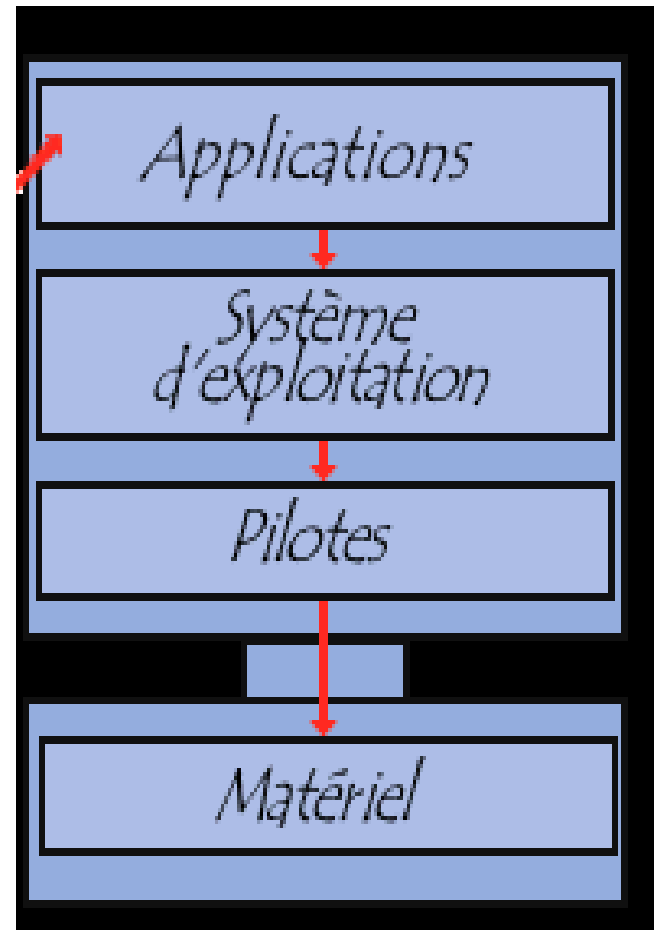 Applications
Système
d'exploitation
Pilotes
Matériel